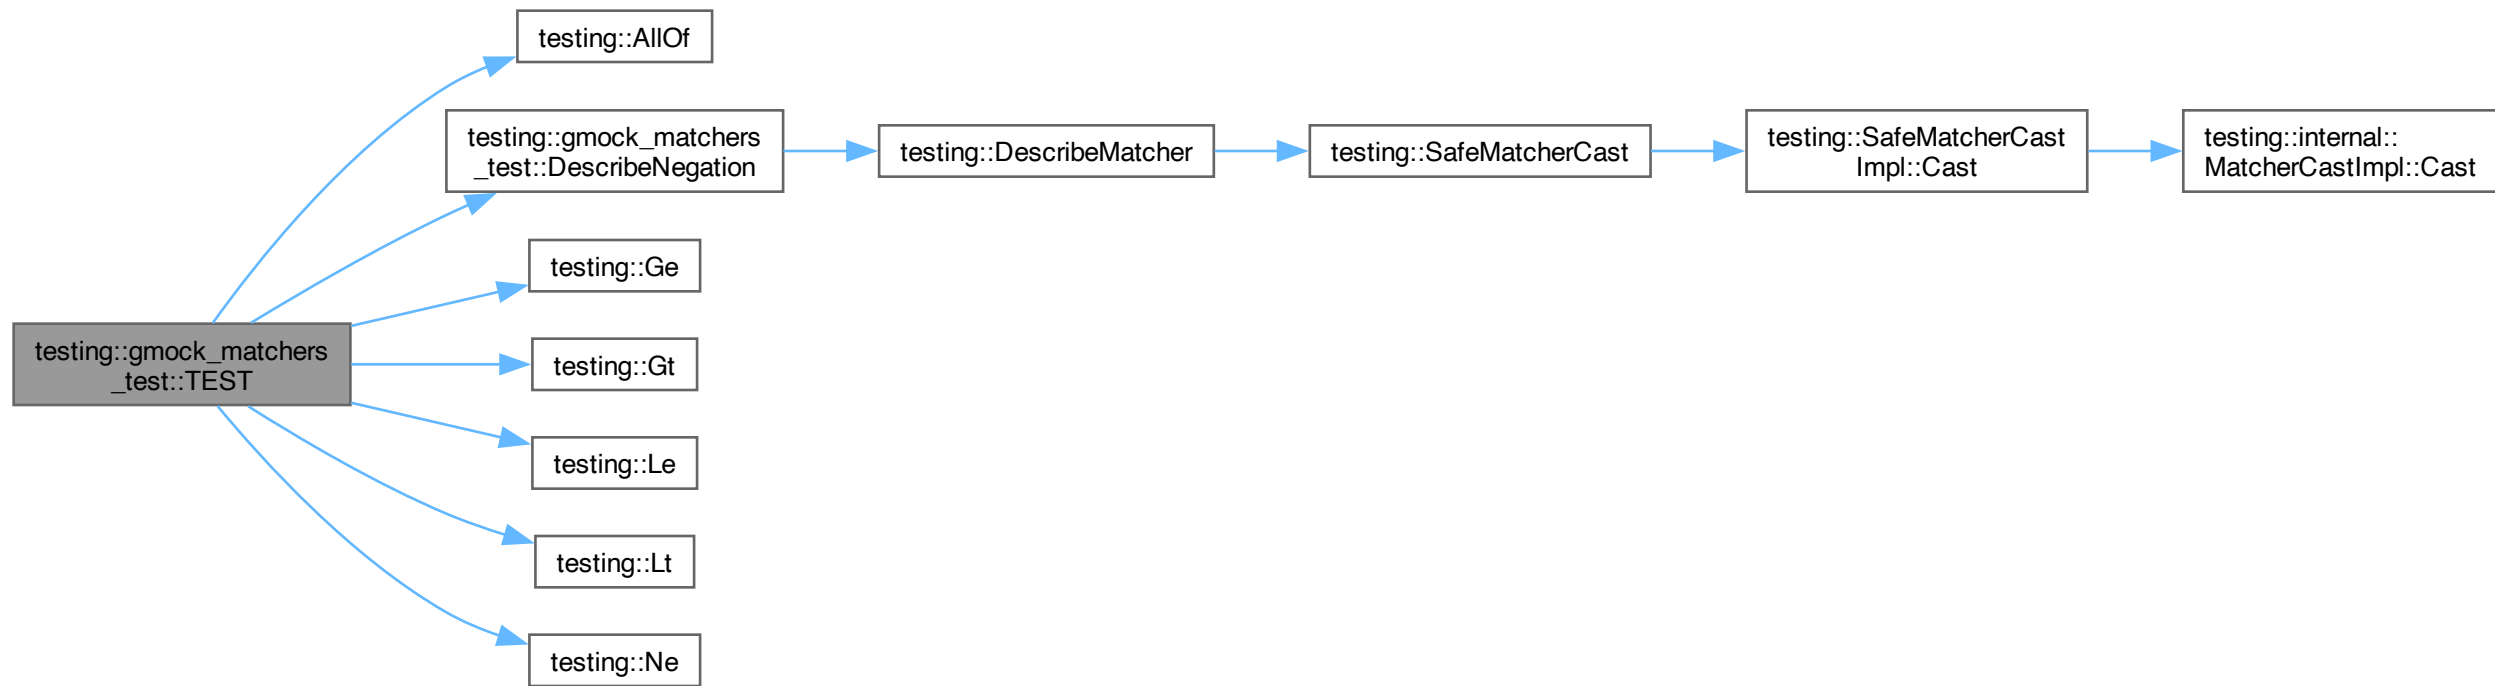 testing::AllOf
testing::gmock_matchers
_test::DescribeNegation
testing::DescribeMatcher
testing::SafeMatcherCast
testing::SafeMatcherCast
Impl::Cast
testing::internal::
MatcherCastImpl::Cast
testing::Ge
testing::gmock_matchers
_test::TEST
testing::Gt
testing::Le
testing::Lt
testing::Ne